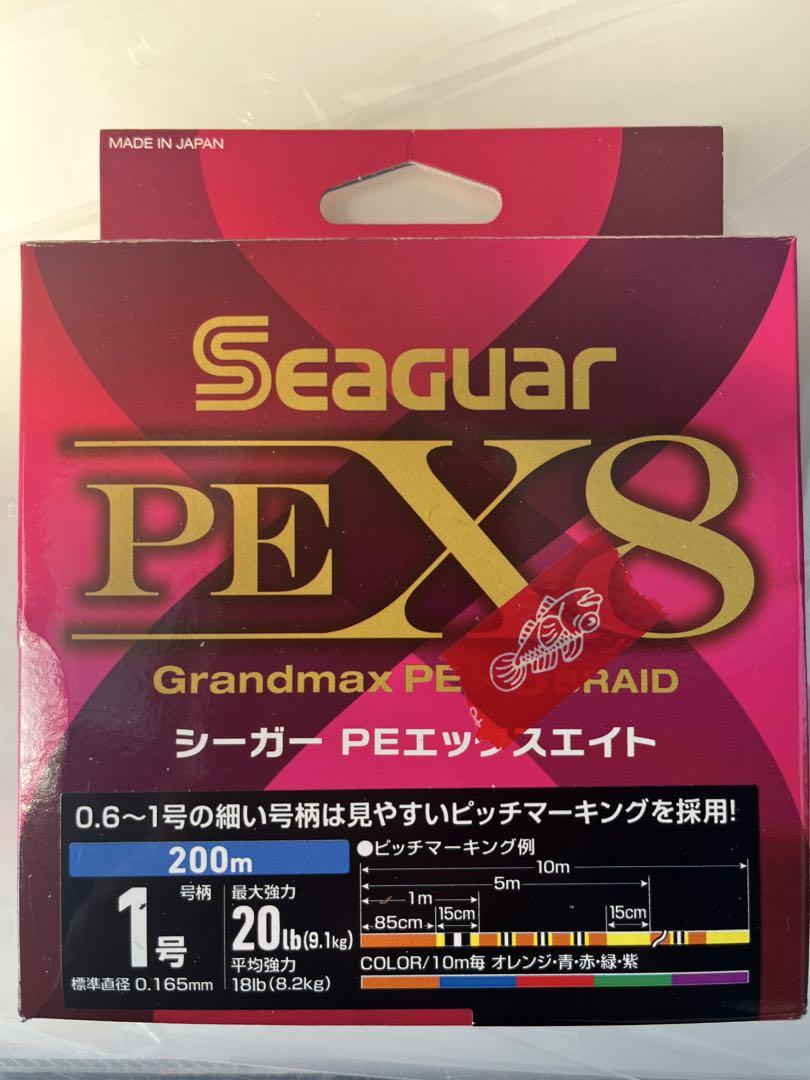 MADE IN JAPAN
SEAGUAR
PE X8
Grandmax PE BRAID
シーガー PEエックスエイト
0.6～1号の細い号柄は見やすいピッチマーキングを採用!
200m
●ピッチマーキング例
10m
5m
1m
85cm
15cm
15cm
号柄
1号
標準直径 0.165mm
最大強力
20lb(9.1kg)
平均強力
18lb(8.2kg)
COLOR/10m毎 オレンジ・青・赤・緑・紫